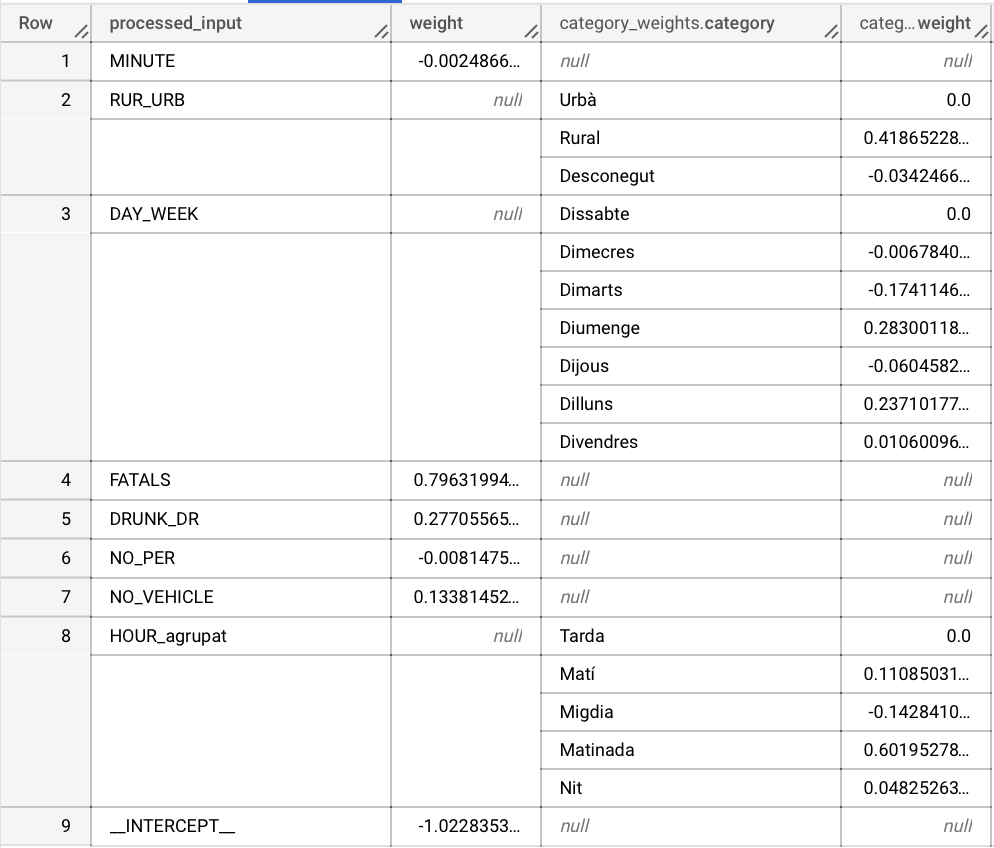 Row processed_input weight category_weights.category categ...weight
1 MINUTE -0.0024866... null null
2 RUR_URB null Urbà 0.0
Rural 0.41865228...
Desconegut -0.0342466...
3 DAY_WEEK null Dissabte 0.0
Dimecres -0.0067840...
Dimarts -0.1741146...
Diumenge 0.28300118...
Dijous -0.0604582...
Dilluns 0.23710177...
Divendres 0.01060096...
4 FATALS 0.79631994... null null
5 DRUNK_DR 0.27705565... null null
6 NO_PER -0.0081475... null null
7 NO_VEHICLE 0.13381452... null null
8 HOUR_agrupat null Tarda 0.0
Matí 0.11085031...
Migdia -0.1428410...
Matinada 0.60195278...
Nit 0.04825263...
9 __INTERCEPT__ -1.0228353... null null